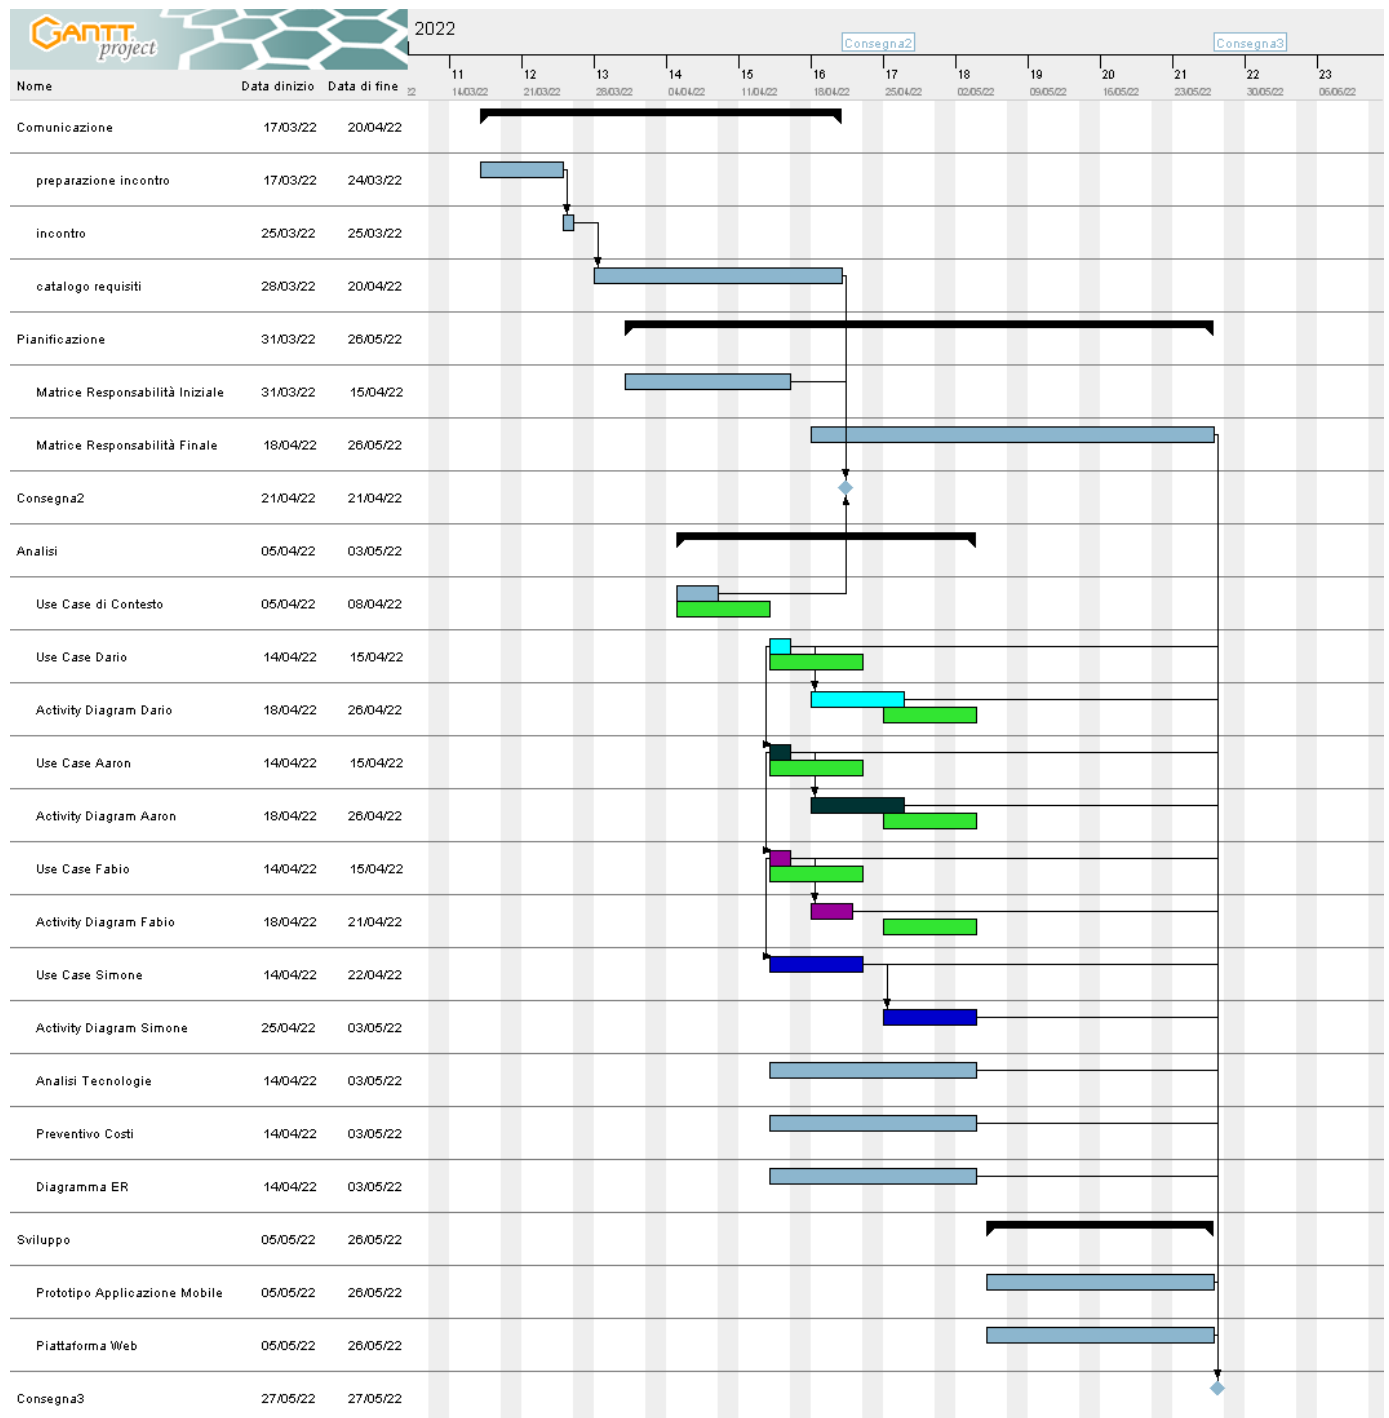 GANTT project
2022
Consegna2 Consegna3
11 12 13 14 15 16 17 18 19 20 21 22 23
Nome Data dinizio Data di fine 22 14/03/22 21/03/22 28/03/22 04/04/22 11/04/22 18/04/22 25/04/22 02/05/22 09/05/22 16/05/22 23/05/22 30/05/22 06/06/22
Comunicazione 17/03/22 20/04/22
preparazione incontro 17/03/22 24/03/22
incontro 25/03/22 25/03/22
catalogo requisiti 28/03/22 20/04/22
Pianificazione 31/03/22 26/05/22
Matrice Responsabilità Iniziale 31/03/22 15/04/22
Matrice Responsabilità Finale 18/04/22 26/05/22
Consegna2 21/04/22 21/04/22
Analisi 05/04/22 03/05/22
Use Case di Contesto 05/04/22 08/04/22
Use Case Dario 14/04/22 15/04/22
Activity Diagram Dario 18/04/22 26/04/22
Use Case Aaron 14/04/22 15/04/22
Activity Diagram Aaron 18/04/22 26/04/22
Use Case Fabio 14/04/22 15/04/22
Activity Diagram Fabio 18/04/22 21/04/22
Use Case Simone 14/04/22 22/04/22
Activity Diagram Simone 25/04/22 03/05/22
Analisi Tecnologie 14/04/22 03/05/22
Preventivo Costi 14/04/22 03/05/22
Diagramma ER 14/04/22 03/05/22
Sviluppo 05/05/22 26/05/22
Prototipo Applicazione Mobile 05/05/22 26/05/22
Piattaforma Web 05/05/22 26/05/22
Consegna3 27/05/22 27/05/22